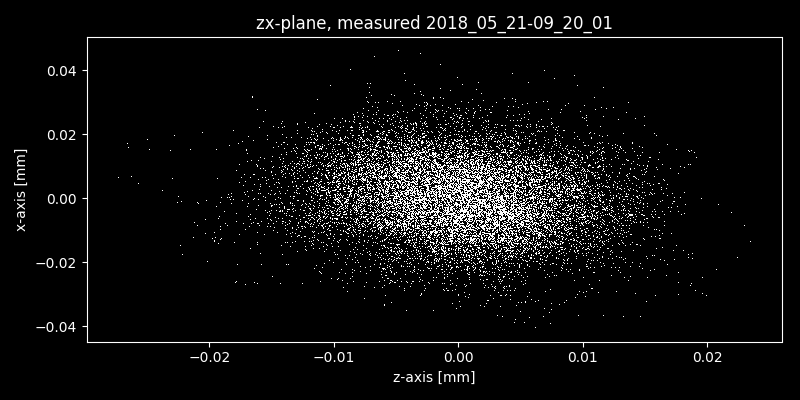 zx-plane, measured 2018_05_21-09_20_01
0.04
0.02
0.00
−0.02
−0.04
x-axis [mm]
−0.02 −0.01 0.00 0.01 0.02
z-axis [mm]